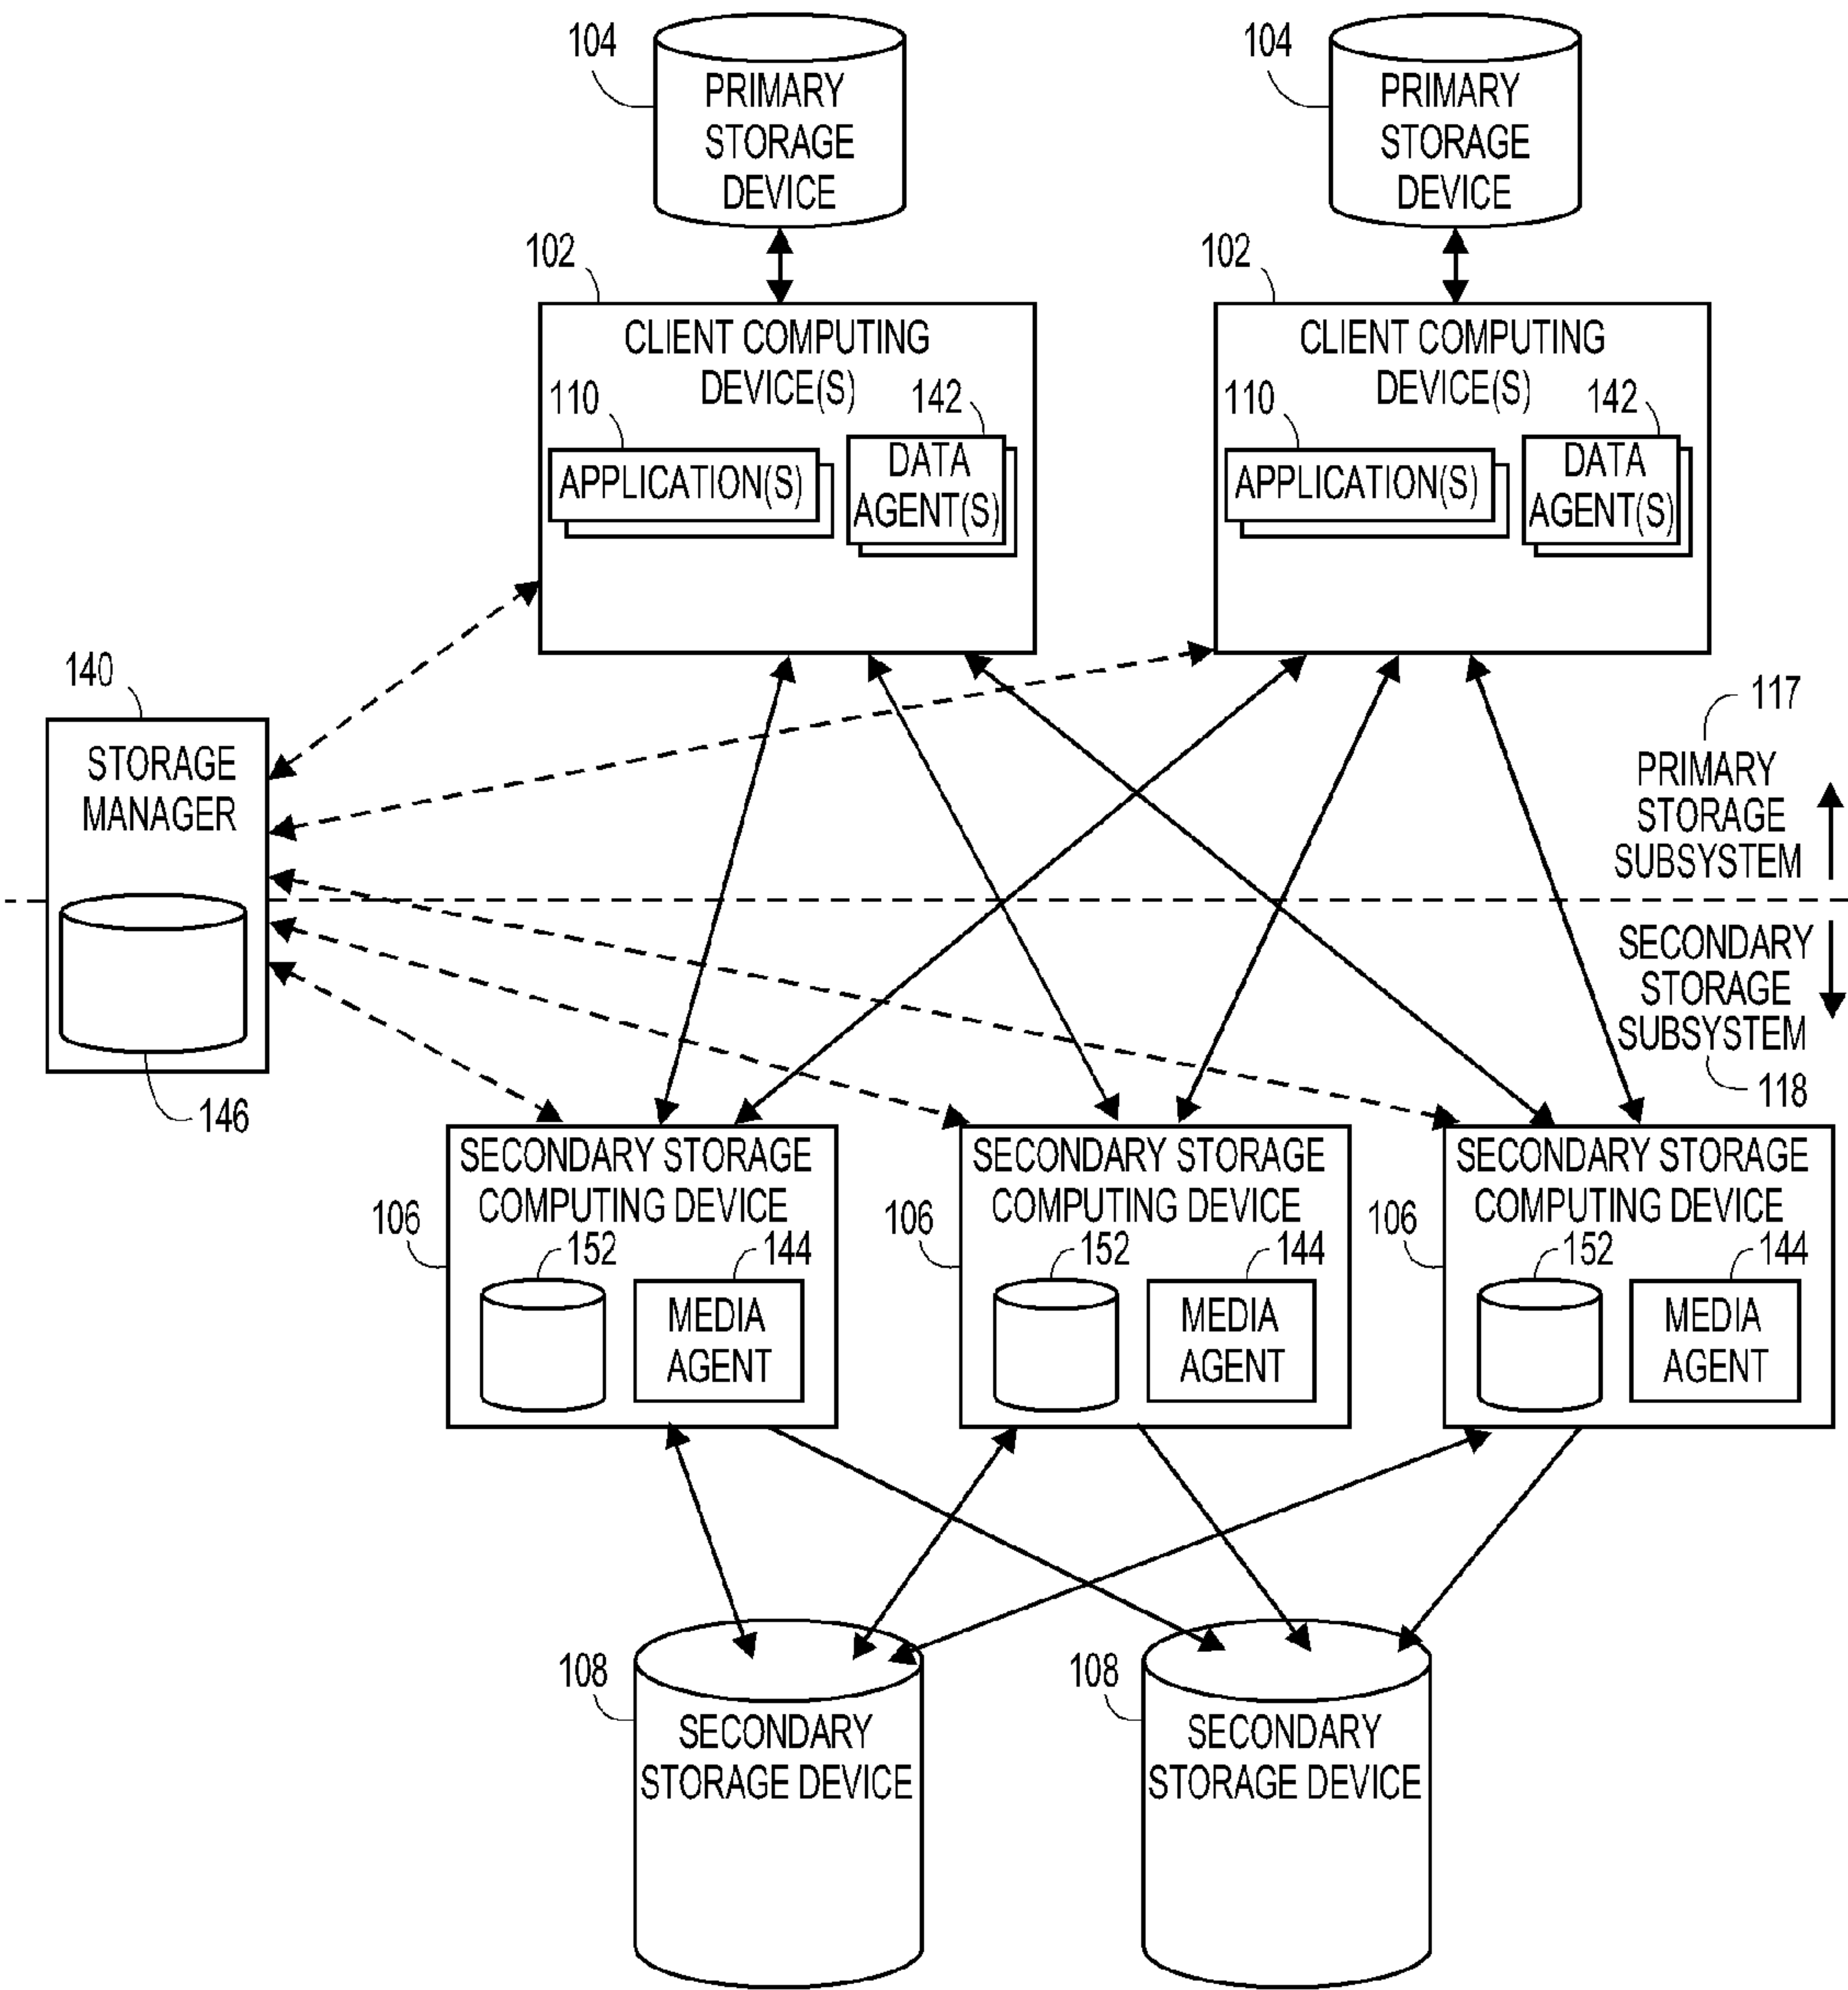 104
PRIMARY
STORAGE
DEVICE
104
PRIMARY
STORAGE
DEVICE
102
CLIENT COMPUTING
DEVICE(S)
110
APPLICATION(S)
142
DATA
AGENT(S)
102
CLIENT COMPUTING
DEVICE(S)
110
APPLICATION(S)
142
DATA
AGENT(S)
140
STORAGE
MANAGER
146
117
PRIMARY
STORAGE
SUBSYSTEM
SECONDARY
STORAGE
SUBSYSTEM
118
106
SECONDARY STORAGE
COMPUTING DEVICE
152
144
MEDIA
AGENT
106
SECONDARY STORAGE
COMPUTING DEVICE
152
144
MEDIA
AGENT
106
SECONDARY STORAGE
COMPUTING DEVICE
152
144
MEDIA
AGENT
108
SECONDARY
STORAGE DEVICE
108
SECONDARY
STORAGE DEVICE